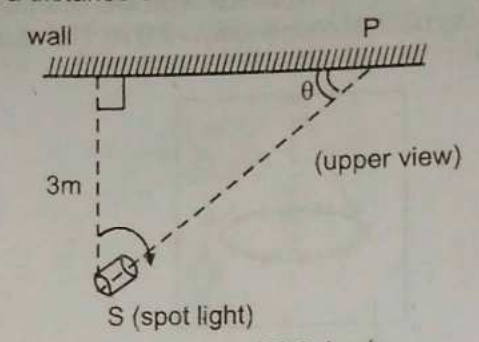 wall
P
θ
(upper view)
3m
S (spot light)